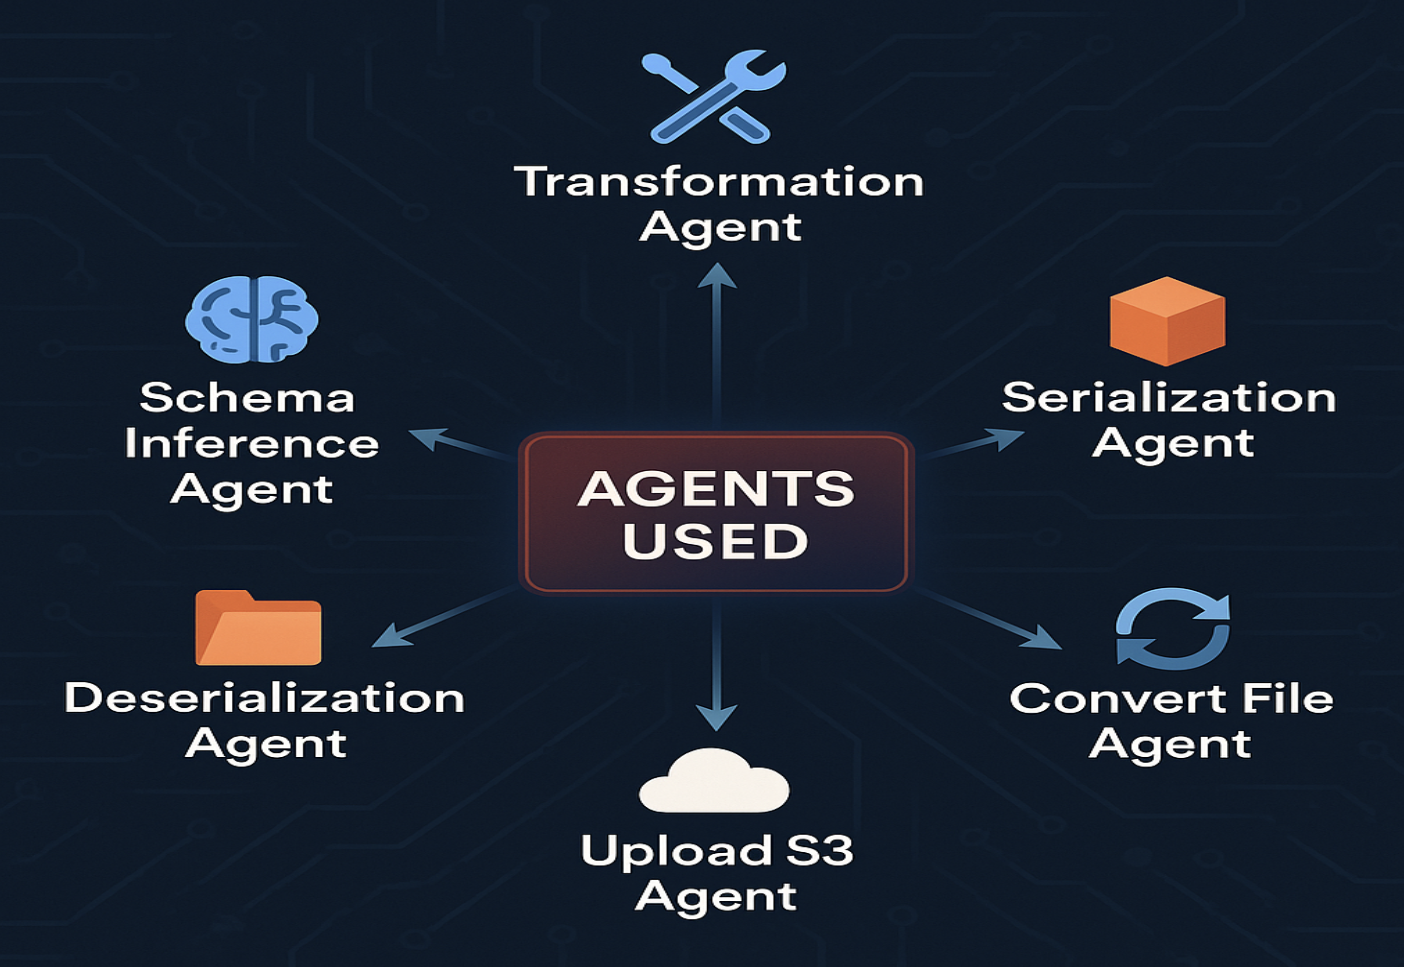 Transformation
Agent
Schema
Inference
Agent
Serialization
Agent
AGENTS
USED
Deserialization
Agent
Convert File
Agent
Upload S3
Agent